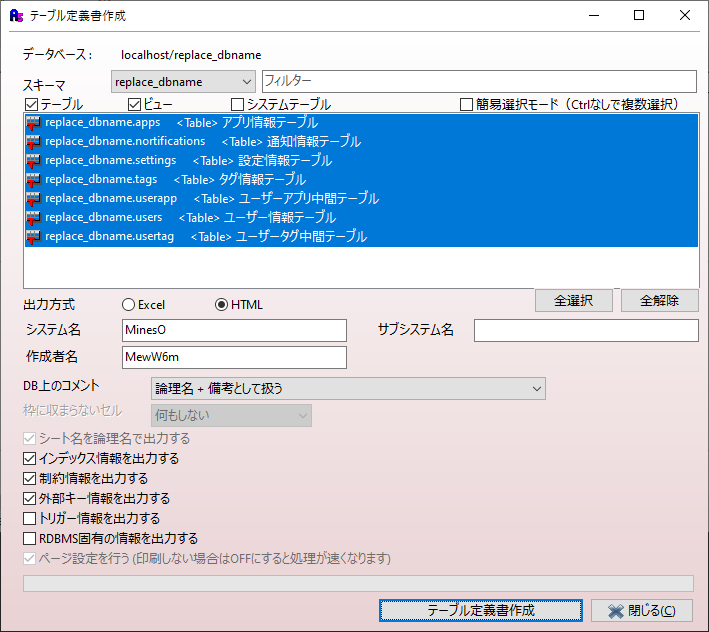 テーブル定義書作成
データベース： localhost/replace_dbname
スキーマ replace_dbname フィルター
テーブル ビュー システムテーブル 簡易選択モード（Ctrlなしで複数選択）
replace_dbname.apps <Table> アプリ情報テーブル
replace_dbname.nortifications <Table> 通知情報テーブル
replace_dbname.settings <Table> 設定情報テーブル
replace_dbname.tags <Table> タグ情報テーブル
replace_dbname.userapp <Table> ユーザーアプリ中間テーブル
replace_dbname.users <Table> ユーザー情報テーブル
replace_dbname.usertag <Table> ユーザータグ中間テーブル
全選択 全解除
出力方式 Excel HTML
システム名 MinesO サブシステム名
作成者名 MewW6m
DB上のコメント 論理名 + 備考として扱う
枠に収まらないセル 何もしない
シート名を論理名で出力する
インデックス情報を出力する
制約情報を出力する
外部キー情報を出力する
トリガー情報を出力する
RDBMS固有の情報を出力する
ページ設定を行う (印刷しない場合はOFFにすると処理が速くなります)
テーブル定義書作成 閉じる(C)